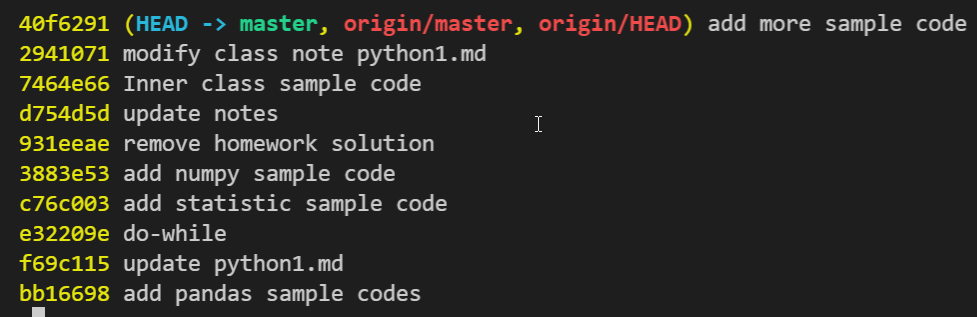 40f6291 (HEAD -> master, origin/master, origin/HEAD) add more sample code
2941071 modify class note python1.md
7464e66 Inner class sample code
d754d5d update notes
931eeae remove homework solution
3883e53 add numpy sample code
c76c003 add statistic sample code
e32209e do-while
f69c115 update python1.md
bb16698 add pandas sample codes